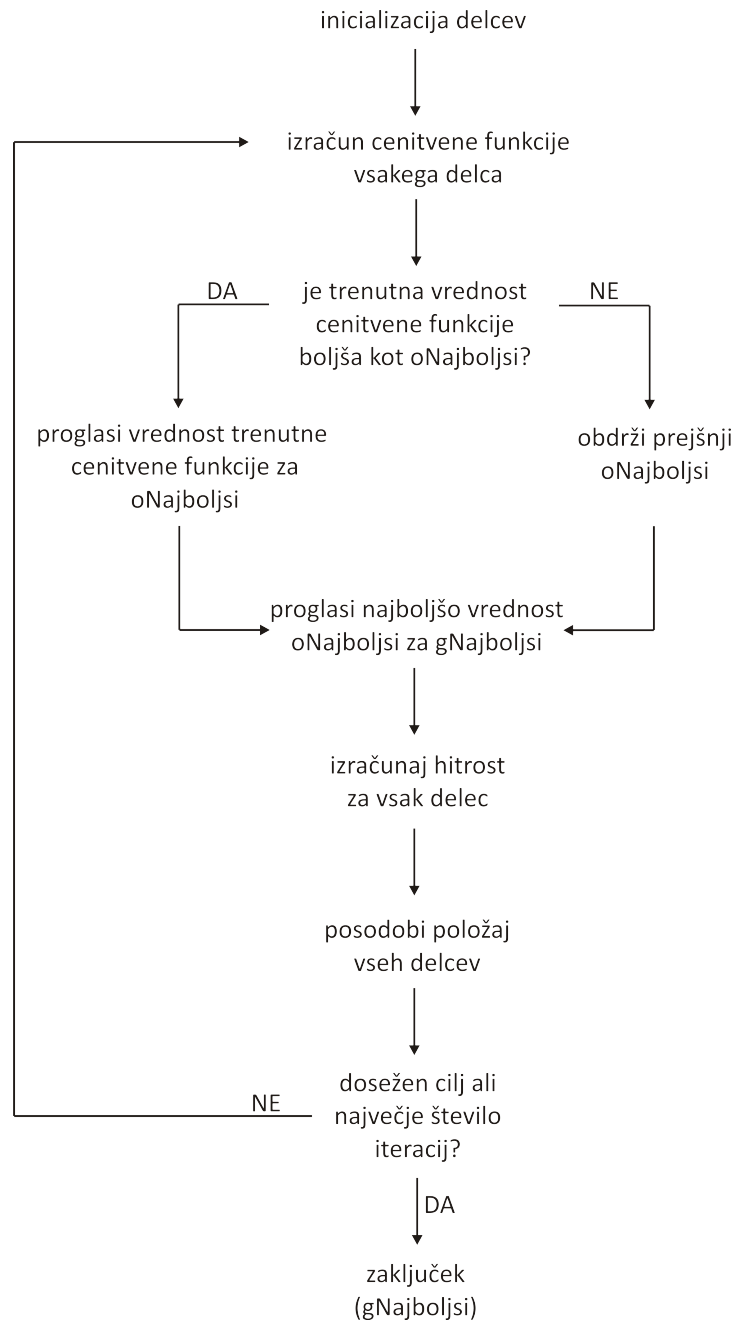 inicializacija delcev
izračun cenitvene funkcije
vsakega delca
DA
je trenutna vrednost
cenitvene funkcije
boljša kot oNajboljsi?
NE
proglasi vrednost trenutne
cenitvene funkcije za
oNajboljsi
obdrži prejšnji
oNajboljsi
proglasi najboljšo vrednost
oNajboljsi za gNajboljsi
izračunaj hitrost
za vsak delec
posodobi položaj
vseh delcev
NE
dosežen cilj ali
največje število
iteracij?
DA
zaključek
(gNajboljsi)